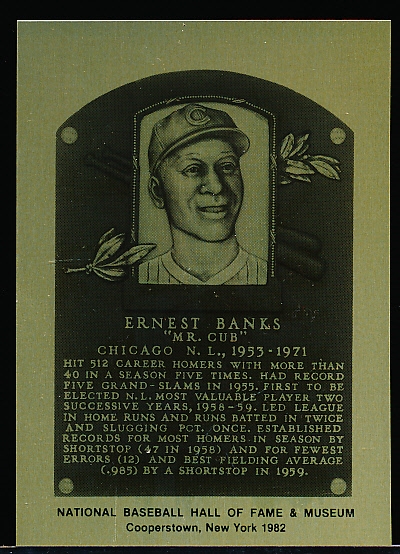 C
ERNEST BANKS
"MR. CUB"
CHICAGO N. L., 1953-1971
HIT 512 CAREER HOMERS WITH MORE THAN
40 IN A SEASON FIVE TIMES. HAD RECORD
FIVE GRAND-SLAMS IN 1955. FIRST TO BE
ELECTED N.L. MOST VALUABLE PLAYER TWO
SUCCESSIVE YEARS, 1958-59. LED LEAGUE
IN HOME RUNS AND RUNS BATTED IN TWICE
AND SLUGGING PCT. ONCE. ESTABLISHED
RECORDS FOR MOST HOMERS IN SEASON BY
SHORTSTOP (47 IN 1958) AND FOR FEWEST
ERRORS (12) AND BEST FIELDING AVERAGE
(.985) BY A SHORTSTOP IN 1959.
NATIONAL BASEBALL HALL OF FAME & MUSEUM
Cooperstown, New York 1982